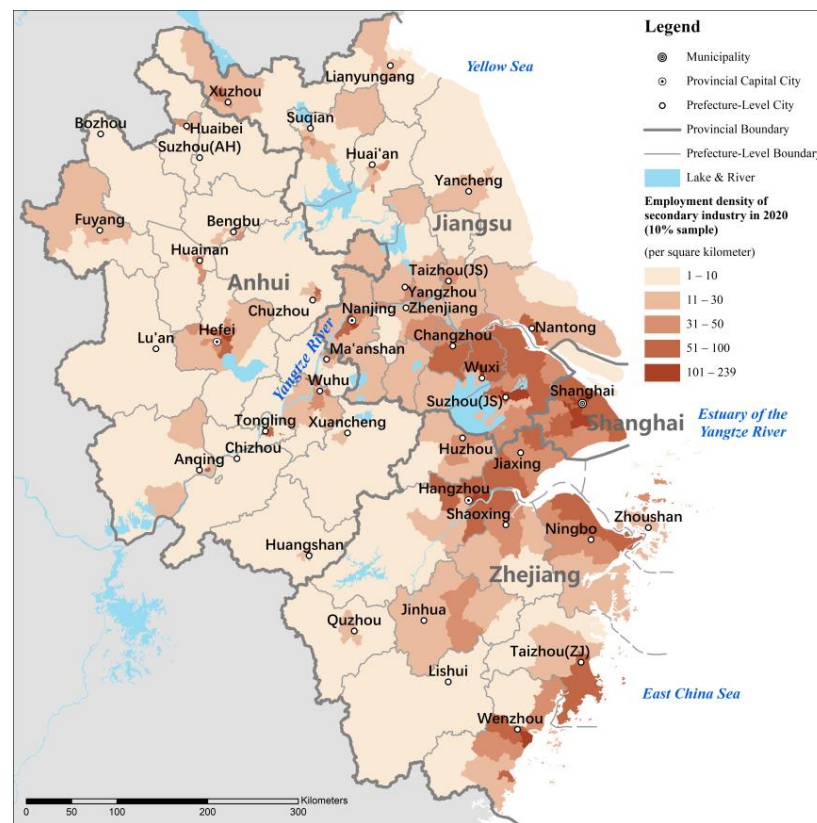 Legend
Municipality
Provincial Capital City
Prefecture-Level City
Provincial Boundary
Prefecture-Level Boundary
Lake & River
Employment density of
secondary industry in 2020
(10% sample)
(per square kilometer)
1 – 10
11 – 30
31 – 50
51 – 100
101 – 239
Yellow Sea
Lianyungang
Xuzhou
Bozhou
Huaibei
Suqian
Suzhou(AH)
Huai'an
Yancheng
Fuyang
Bengbu
Jiangsu
Huainan
Anhui
Taizhou(JS)
Chuzhou
Yangzhou
Nanjing
Zhenjiang
Nantong
Hefei
Changzhou
Lu'an
Yangtze River
Ma'anshan
Wuxi
Wuhu
Suzhou(JS)
Shanghai
Shanghai
Estuary of the
Yangtze River
Tongling
Xuancheng
Huzhou
Chizhou
Jiaxing
Anqing
Hangzhou
Shaoxing
Ningbo
Zhoushan
Huangshan
Zhejiang
Jinhua
Quzhou
Taizhou(ZJ)
Lishui
East China Sea
Wenzhou
Kilometers
0 50 100 200 300